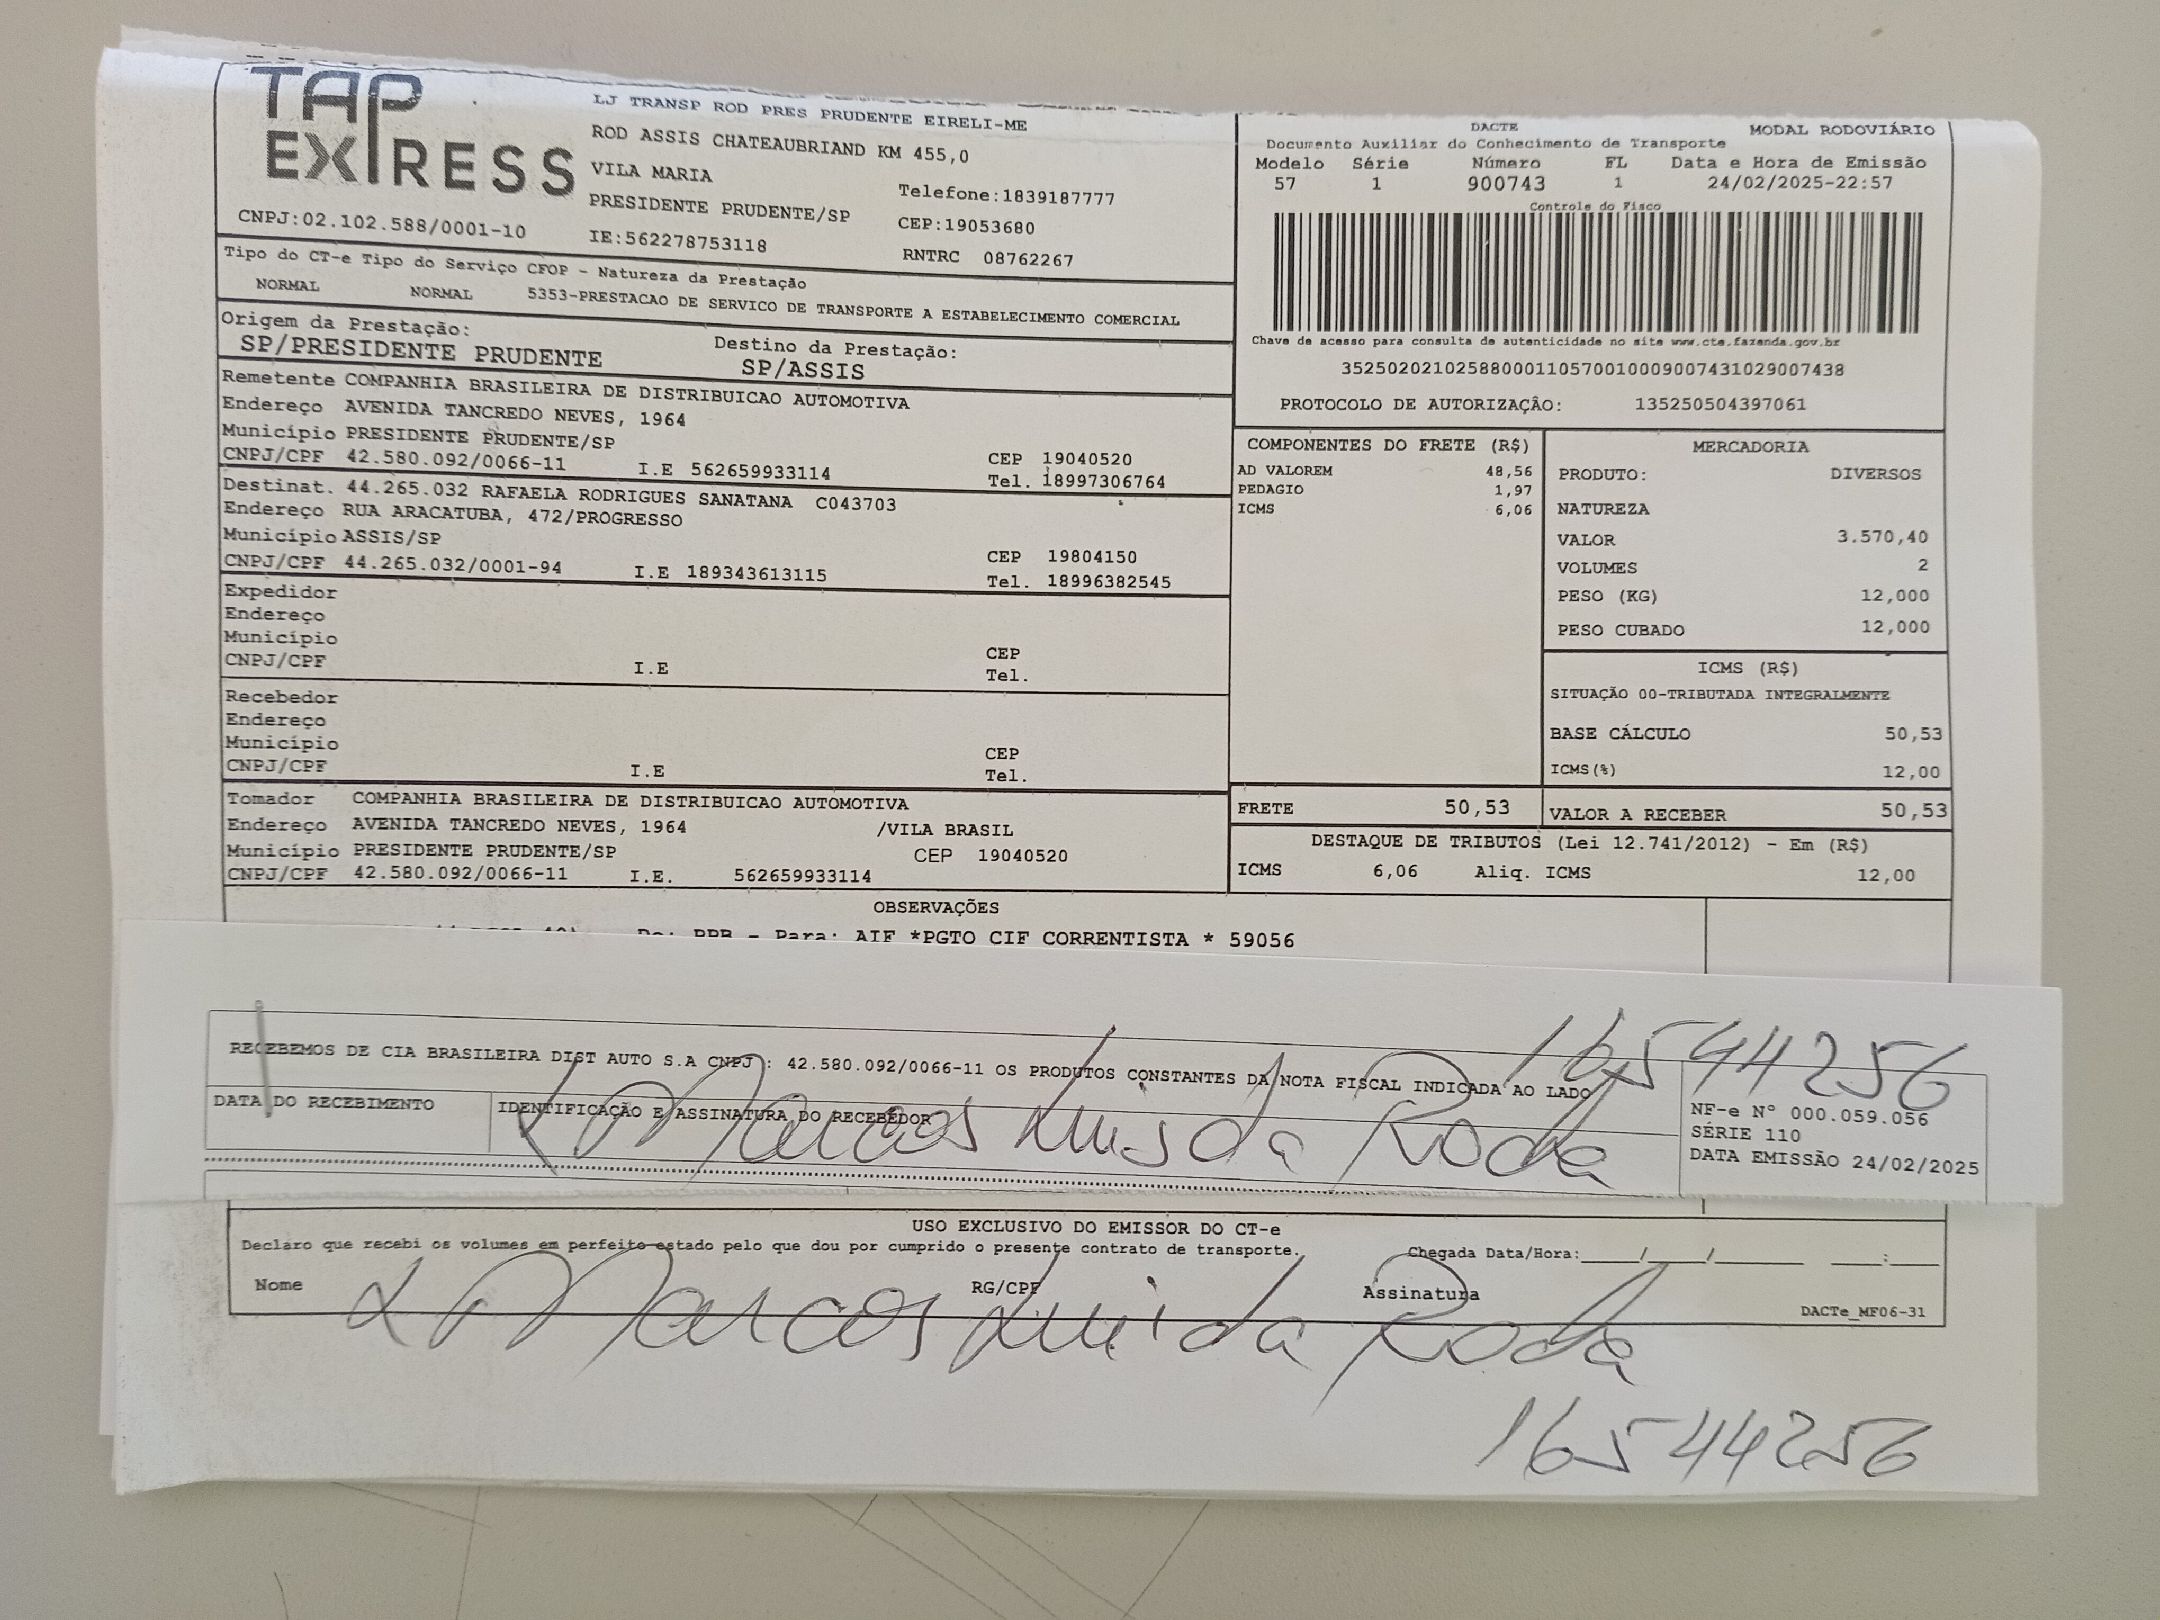 TAP EXPRESS
LJ TRANSP ROD PRES PRUDENTE EIRELI-ME
ROD ASSIS CHATEAUBRIAND KM 455,0
VILA MARIA
PRESIDENTE PRUDENTE/SP
Telefone:1839187777
CEP:19053680
CNPJ:02.102.588/0001-10
IE:562278753118
RNTRC 08762267
Tipo do CT-e Tipo do Serviço CFOP - Natureza da Prestação
NORMAL NORMAL 5353-PRESTACAO DE SERVICO DE TRANSPORTE A ESTABELECIMENTO COMERCIAL
Origem da Prestação: Destino da Prestação:
SP/PRESIDENTE PRUDENTE SP/ASSIS
Remetente COMPANHIA BRASILEIRA DE DISTRIBUICAO AUTOMOTIVA
Endereço AVENIDA TANCREDO NEVES, 1964
Município PRESIDENTE PRUDENTE/SP CEP 19040520
CNPJ/CPF 42.580.092/0066-11 I.E 562659933114 Tel. 18997306764
Destinat. 44.265.032 RAFAELA RODRIGUES SANATANA C043703
Endereço RUA ARACATUBA, 472/PROGRESSO
Município ASSIS/SP CEP 19804150
CNPJ/CPF 44.265.032/0001-94 I.E 189343613115 Tel. 18996382545
Expedidor
Endereço
Município CEP
CNPJ/CPF I.E Tel.
Recebedor
Endereço
Município CEP
CNPJ/CPF I.E Tel.
Tomador COMPANHIA BRASILEIRA DE DISTRIBUICAO AUTOMOTIVA
Endereço AVENIDA TANCREDO NEVES, 1964 /VILA BRASIL
Município PRESIDENTE PRUDENTE/SP CEP 19040520
CNPJ/CPF 42.580.092/0066-11 I.E. 562659933114
DACTE MODAL RODOVIÁRIO
Documento Auxiliar do Conhecimento de Transporte
Modelo Série Número FL Data e Hora de Emissão
57 1 900743 1 24/02/2025-22:57
Controle do Fisco
Chave de acesso para consulta de autenticidade no site www.cte.fazenda.gov.br
35250202102588000110570010009007431029007438
PROTOCOLO DE AUTORIZAÇÂO: 135250504397061
COMPONENTES DO FRETE (R$)
AD VALOREM 48,56
PEDAGIO 1,97
ICMS 6,06
MERCADORIA
PRODUTO: DIVERSOS
NATUREZA
VALOR 3.570,40
VOLUMES 2
PESO (KG) 12,000
PESO CUBADO 12,000
ICMS (R$)
SITUAÇÃO 00-TRIBUTADA INTEGRALMENTE
BASE CÁLCULO 50,53
ICMS(%) 12,00
FRETE 50,53 VALOR A RECEBER 50,53
DESTAQUE DE TRIBUTOS (Lei 12.741/2012) - Em (R$)
ICMS 6,06 Aliq. ICMS 12,00
OBSERVAÇÕES
De: PPB - Para: AIF *PGTO CIF CORRENTISTA * 59056
16544256
RECEBEMOS DE CIA BRASILEIRA DIST AUTO S.A CNPJ : 42.580.092/0066-11 OS PRODUTOS CONSTANTES DA NOTA FISCAL INDICADA AO LADO
DATA DO RECEBIMENTO IDENTIFICAÇÃO E ASSINATURA DO RECEBEDOR
Marcos Luis da Roda
NF-e Nº 000.059.056
SÉRIE 110
DATA EMISSÃO 24/02/2025
USO EXCLUSIVO DO EMISSOR DO CT-e
Declaro que recebi os volumes em perfeito estado pelo que dou por cumprido o presente contrato de transporte. Chegada Data/Hora:____/____/______ ____:____
Nome RG/CPF Assinatura
Marcos Luis da Roda
DACTe_MF06-31
16544256